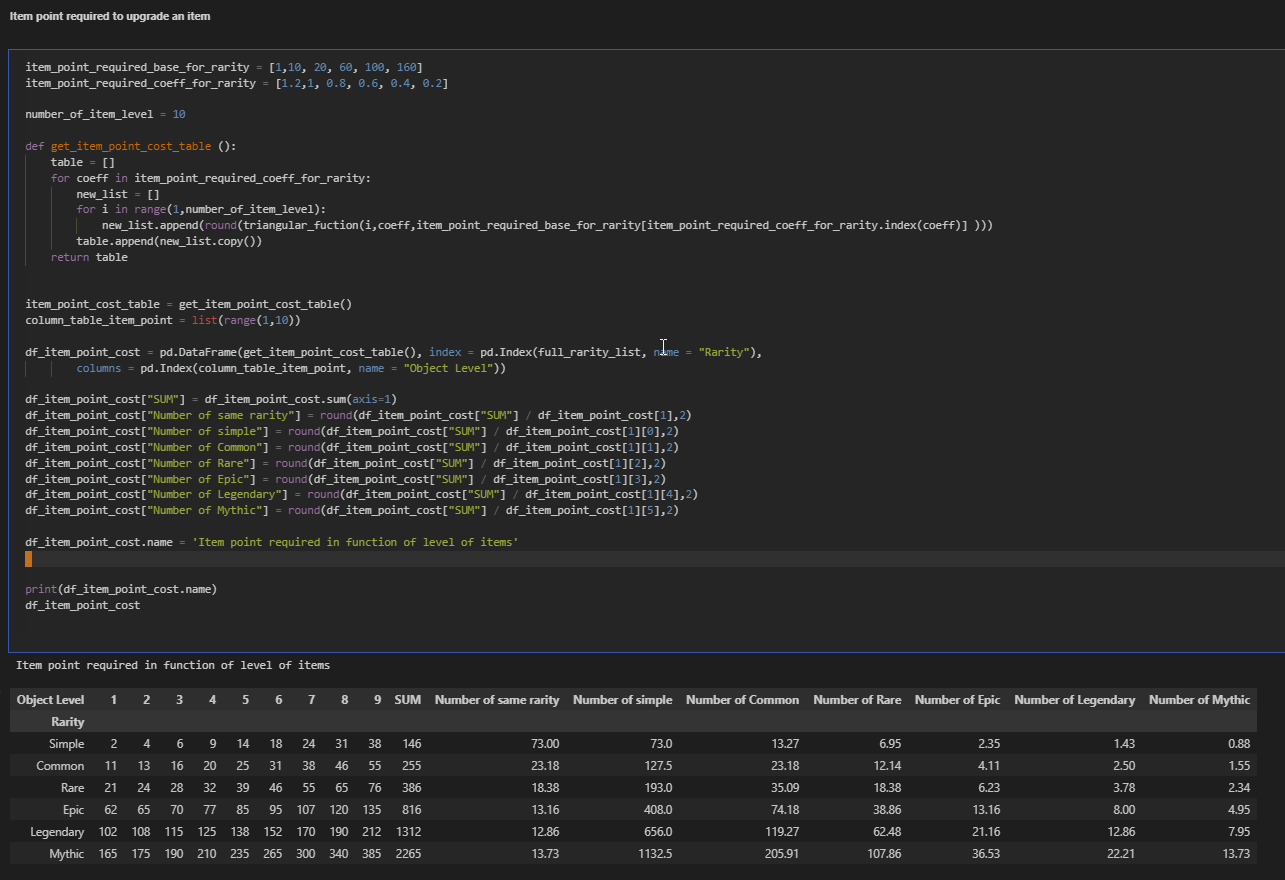 Item point required to upgrade an item
item_point_required_base_for_rarity = [1,10, 20, 60, 100, 160]
item_point_required_coeff_for_rarity = [1.2,1, 0.8, 0.6, 0.4, 0.2]
number_of_item_level = 10
def get_item_point_cost_table ():
    table = []
    for coeff in item_point_required_coeff_for_rarity:
        new_list = []
        for i in range(1,number_of_item_level):
            new_list.append(round(triangular_fuction(i,coeff,item_point_required_base_for_rarity[item_point_required_coeff_for_rarity.index(coeff)] )))
        table.append(new_list.copy())
    return table
item_point_cost_table = get_item_point_cost_table()
column_table_item_point = list(range(1,10))
df_item_point_cost = pd.DataFrame(get_item_point_cost_table(), index = pd.Index(full_rarity_list, name = "Rarity"),
        columns = pd.Index(column_table_item_point, name = "Object Level"))
df_item_point_cost["SUM"] = df_item_point_cost.sum(axis=1)
df_item_point_cost["Number of same rarity"] = round(df_item_point_cost["SUM"] / df_item_point_cost[1],2)
df_item_point_cost["Number of simple"] = round(df_item_point_cost["SUM"] / df_item_point_cost[1][0],2)
df_item_point_cost["Number of Common"] = round(df_item_point_cost["SUM"] / df_item_point_cost[1][1],2)
df_item_point_cost["Number of Rare"] = round(df_item_point_cost["SUM"] / df_item_point_cost[1][2],2)
df_item_point_cost["Number of Epic"] = round(df_item_point_cost["SUM"] / df_item_point_cost[1][3],2)
df_item_point_cost["Number of Legendary"] = round(df_item_point_cost["SUM"] / df_item_point_cost[1][4],2)
df_item_point_cost["Number of Mythic"] = round(df_item_point_cost["SUM"] / df_item_point_cost[1][5],2)
df_item_point_cost.name = 'Item point required in function of level of items'
print(df_item_point_cost.name)
df_item_point_cost
Item point required in function of level of items
Object Level 1 2 3 4 5 6 7 8 9 SUM Number of same rarity Number of simple Number of Common Number of Rare Number of Epic Number of Legendary Number of Mythic
Rarity
Simple 2 4 6 9 14 18 24 31 38 146 73.00 73.0 13.27 6.95 2.35 1.43 0.88
Common 11 13 16 20 25 31 38 46 55 255 23.18 127.5 23.18 12.14 4.11 2.50 1.55
Rare 21 24 28 32 39 46 55 65 76 386 18.38 193.0 35.09 18.38 6.23 3.78 2.34
Epic 62 65 70 77 85 95 107 120 135 816 13.16 408.0 74.18 38.86 13.16 8.00 4.95
Legendary 102 108 115 125 138 152 170 190 212 1312 12.86 656.0 119.27 62.48 21.16 12.86 7.95
Mythic 165 175 190 210 235 265 300 340 385 2265 13.73 1132.5 205.91 107.86 36.53 22.21 13.73